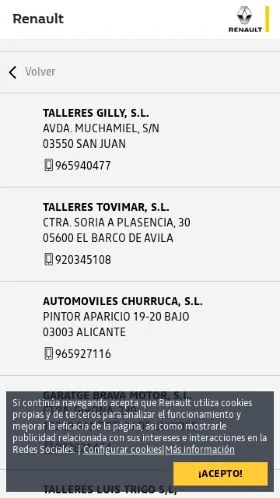 Renault
RENAULT
Volver
TALLERES GILLY, S.L.
AVDA. MUCHAMIEL, S/N
03550 SAN JUAN
965940477
TALLERES TOVIMAR, S.L.
CTRA. SORIA A PLASENCIA, 30
05600 EL BARCO DE AVILA
920345108
AUTOMOVILES CHURRUCA, S.L.
PINTOR APARICIO 19-20 BAJO
03003 ALICANTE
965927116
GARATGE BRAVA MOTOR, S.L.
Si continúa navegando acepta que Renault utiliza cookies
propias y de terceros para analizar el funcionamiento y
mejorar la eficacia de la página, así como mostrarle
publicidad relacionada con sus intereses e interacciones en la
Redes Sociales. | Configurar cookies|Más información
¡ACEPTO!
TALLERES LUIS TRIGO S,L,